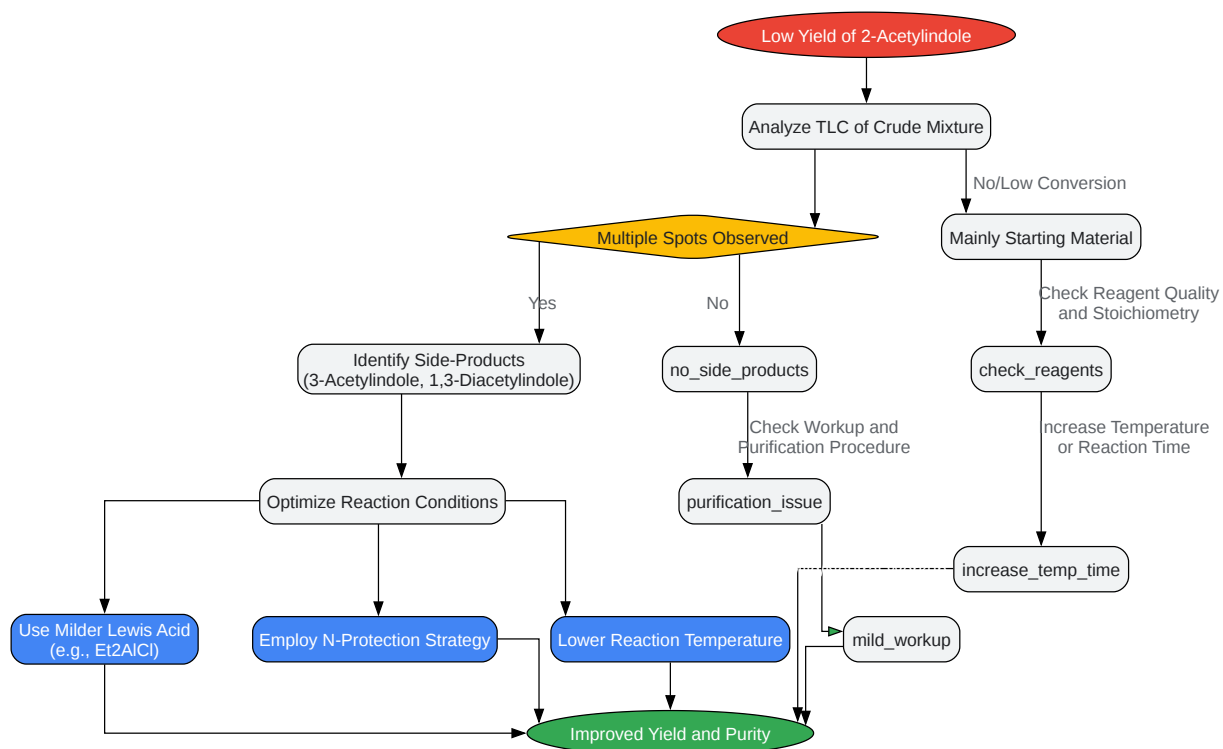 Low Yield of 2-Acetylindole
Analyze TLC of Crude Mixture
No/Low Conversion
Multiple Spots Observed
Mainly Starting Material
Yes
No
Check Reagent Quality
and Stoichiometry
Identify Side-Products
(3-Acetylindole, 1,3-Diacetylindole)
no_side_products
check_reagents
Check Workup and
Purification Procedure
Increase Temperature
or Reaction Time
Optimize Reaction Conditions
purification_issue
increase_temp_time
Use Milder Lewis Acid
(e.g., Et2AlCl)
Employ N-Protection Strategy
Lower Reaction Temperature
mild_workup
Improved Yield and Purity